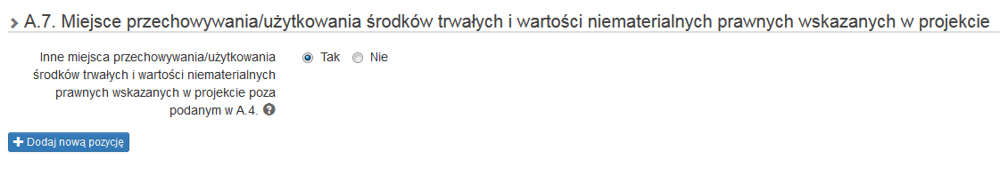 A.7. Miejsce przechowywania/użytkowania środków trwałych i wartości niematerialnych prawnych wskazanych w projekcie
Inne miejsca przechowywania/użytkowania
środków trwałych i wartości niematerialnych
prawnych wskazanych w projekcie poza
podanym w A.4.
Tak Nie
Dodaj nową pozycję